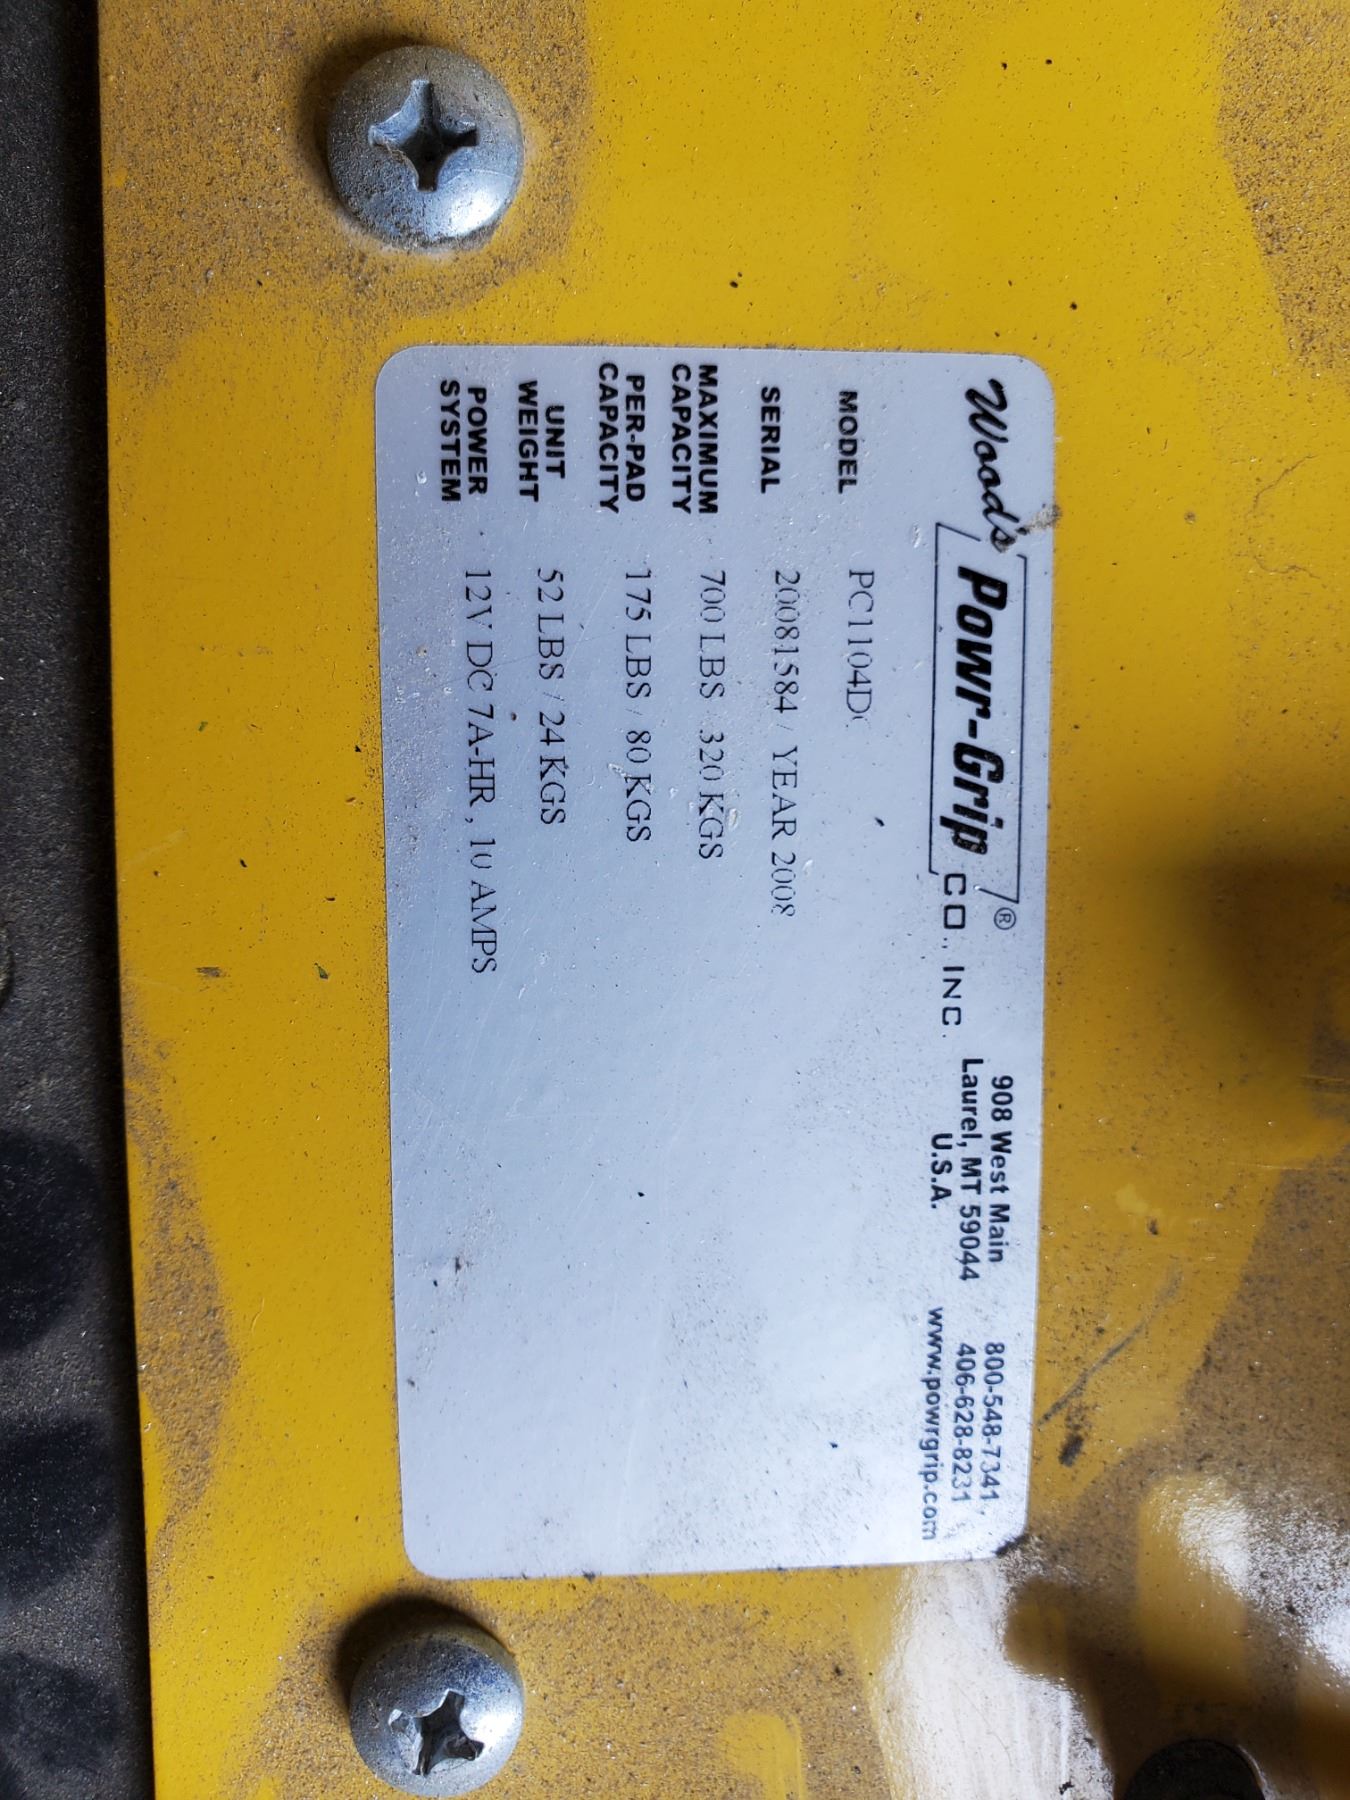 Wood's Powr-Grip® CO., INC.
908 West Main
Laurel, MT 59044
U.S.A.
800-548-7341
406-628-8231
www.powrgrip.com
MODEL PC1104DC
SERIAL 20081584 / YEAR 2008
MAXIMUM CAPACITY 700 LBS / 320 KGS
PER-PAD CAPACITY 175 LBS / 80 KGS
UNIT WEIGHT 52 LBS / 24 KGS
POWER SYSTEM 12V DC 7A-HR , 10 AMPS